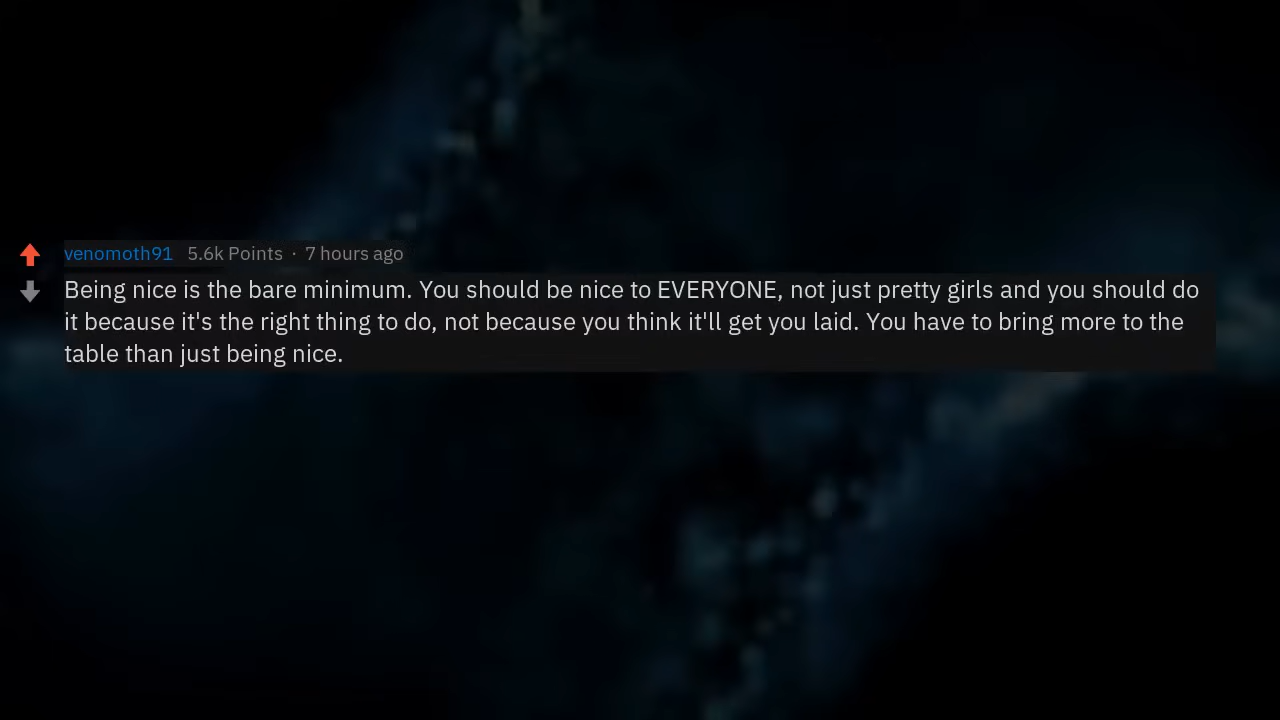 venomoth91 5.6k Points · 7 hours ago
Being nice is the bare minimum. You should be nice to EVERYONE, not just pretty girls and you should do
it because it's the right thing to do, not because you think it'll get you laid. You have to bring more to the
table than just being nice.